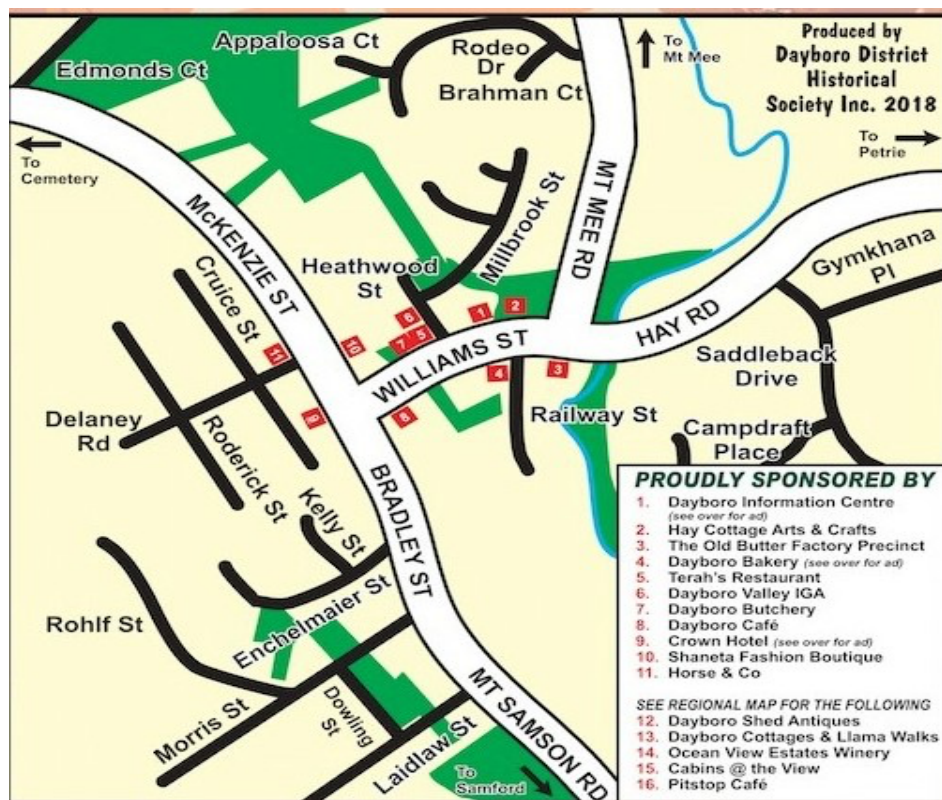 Produced by
Dayboro District
Historical
Society Inc. 2018
Appaloosa Ct
Rodeo
Dr
Brahman Ct
To
Mt Mee
Edmonds Ct
To
Petrie
To
Cemetery
McKENZIE ST
MT MEE RD
Millbrook St
Heathwood
St
Cruice St
Gymkhana
Pl
HAY RD
WILLIAMS ST
6
1
2
5
7
10
11
4
3
9
8
Saddleback
Drive
Railway St
Delaney
Rd
Roderick St
Campdraft
Place
BRADLEY ST
Kelly St
Enchelmaier St
Rohlf St
Morris St
Dowling
St
Laidlaw St
MT SAMSON RD
To
Samford
PROUDLY SPONSORED BY
1. Dayboro Information Centre
(see over for ad)
2. Hay Cottage Arts & Crafts
3. The Old Butter Factory Precinct
4. Dayboro Bakery (see over for ad)
5. Terah's Restaurant
6. Dayboro Valley IGA
7. Dayboro Butchery
8. Dayboro Café
9. Crown Hotel (see over for ad)
10. Shaneta Fashion Boutique
11. Horse & Co
SEE REGIONAL MAP FOR THE FOLLOWING
12. Dayboro Shed Antiques
13. Dayboro Cottages & Llama Walks
14. Ocean View Estates Winery
15. Cabins @ the View
16. Pitstop Café